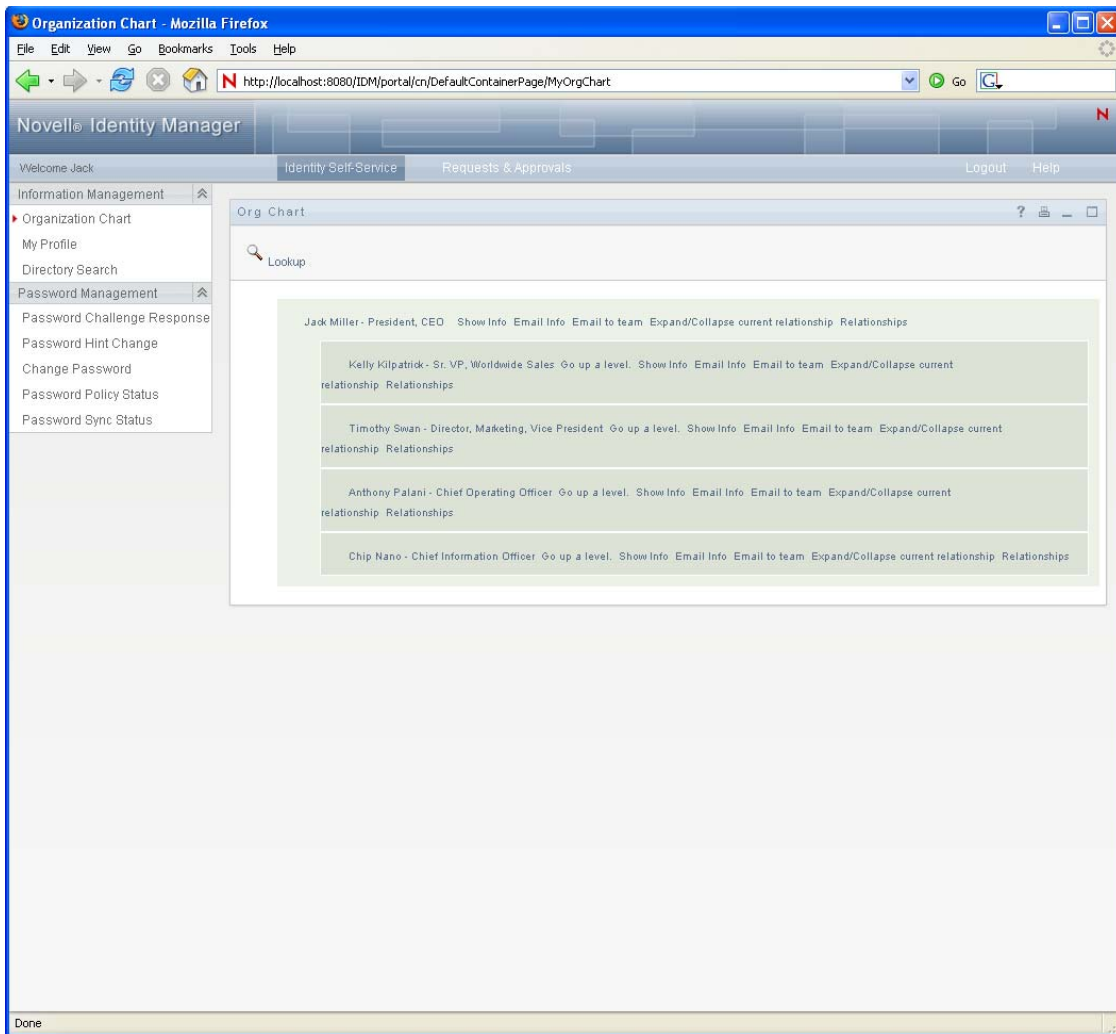 Organization Chart - Mozilla Firefox
File Edit View Go Bookmarks Tools Help
N http://localhost:8080/IDM/portal/cn/DefaultContainerPage/MyOrgChart Go G
Novell® Identity Manager N
Welcome Jack Identity Self-Service Requests & Approvals Logout Help
Information Management
Organization Chart
My Profile
Directory Search
Password Management
Password Challenge Response
Password Hint Change
Change Password
Password Policy Status
Password Sync Status
Org Chart ?
Lookup
Jack Miller - President, CEO Show Info Email Info Email to team Expand/Collapse current relationship Relationships
Kelly Kilpatrick - Sr. VP, Worldwide Sales Go up a level. Show Info Email Info Email to team Expand/Collapse current
relationship Relationships
Timothy Swan - Director, Marketing, Vice President Go up a level. Show Info Email Info Email to team Expand/Collapse current
relationship Relationships
Anthony Palani - Chief Operating Officer Go up a level. Show Info Email Info Email to team Expand/Collapse current
relationship Relationships
Chip Nano - Chief Information Officer Go up a level. Show Info Email Info Email to team Expand/Collapse current relationship Relationships
Done